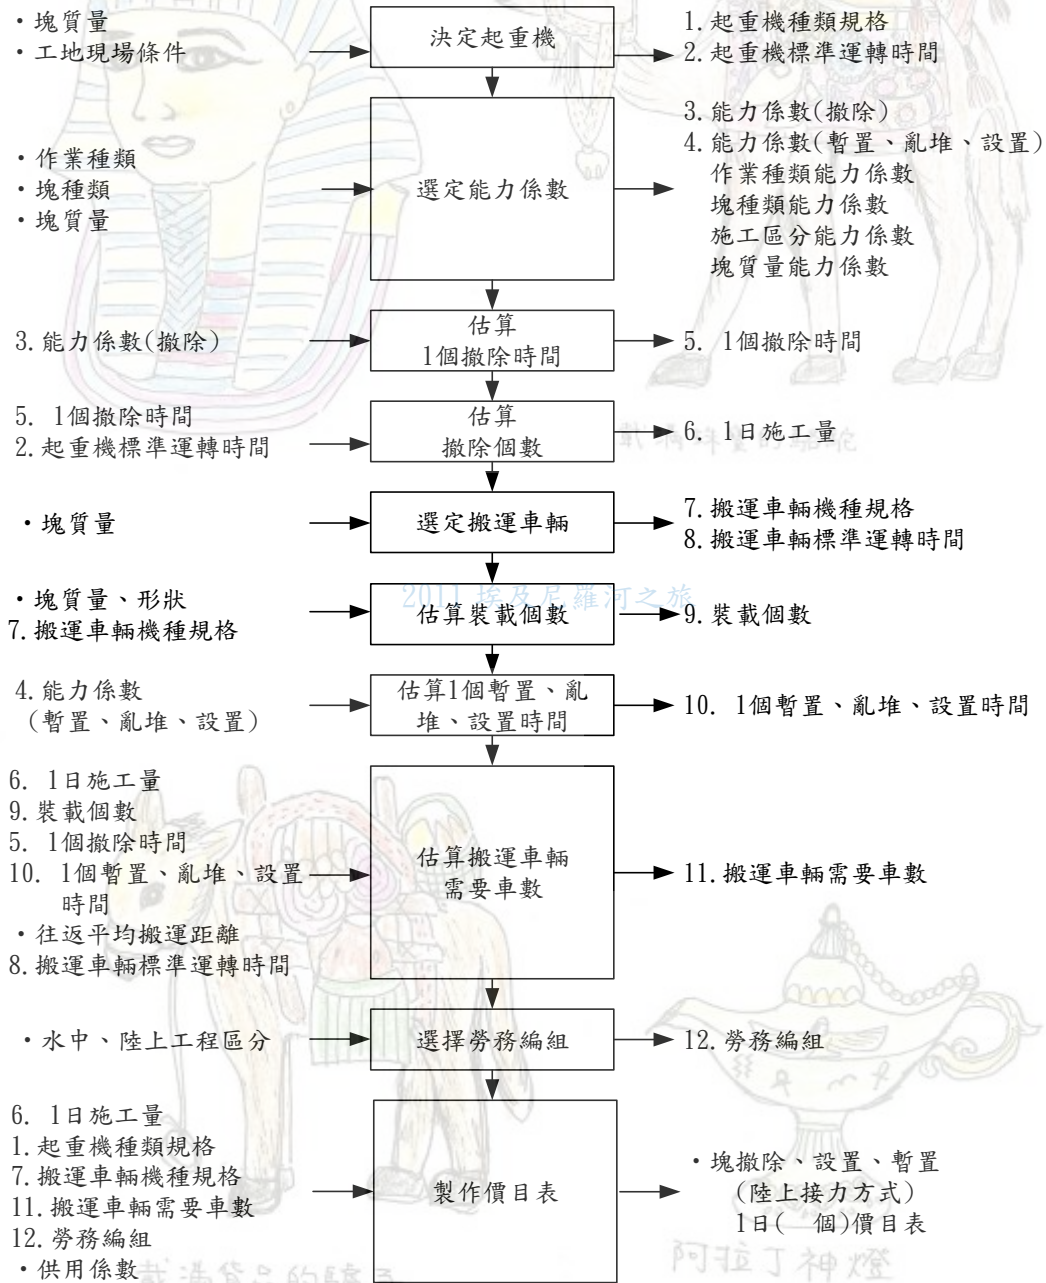 ・塊質量
・工地現場條件
決定起重機
1.起重機種類規格
2.起重機標準運轉時間
・作業種類
・塊種類
・塊質量
選定能力係數
3.能力係數(撤除)
4.能力係數(暫置、亂堆、設置)
作業種類能力係數
塊種類能力係數
施工區分能力係數
塊質量能力係數
3.能力係數(撤除)
估算
1個撤除時間
5. 1個撤除時間
5. 1個撤除時間
2.起重機標準運轉時間
估算
撤除個數
6. 1日施工量
・塊質量
選定搬運車輛
7.搬運車輛機種規格
8.搬運車輛標準運轉時間
2011 埃及尼羅河之旅
・塊質量、形狀
7.搬運車輛機種規格
估算裝載個數
9.裝載個數
4.能力係數
(暫置、亂堆、設置)
估算1個暫置、亂
堆、設置時間
10. 1個暫置、亂堆、設置時間
6. 1日施工量
9.裝載個數
5. 1個撤除時間
10. 1個暫置、亂堆、設置
時間
・往返平均搬運距離
8.搬運車輛標準運轉時間
估算搬運車輛
需要車數
11.搬運車輛需要車數
・水中、陸上工程區分
選擇勞務編組
12.勞務編組
6. 1日施工量
1.起重機種類規格
7.搬運車輛機種規格
11.搬運車輛需要車數
12.勞務編組
・供用係數
製作價目表
・塊撤除、設置、暫置
(陸上接力方式)
1日( 個)價目表
阿拉丁神燈